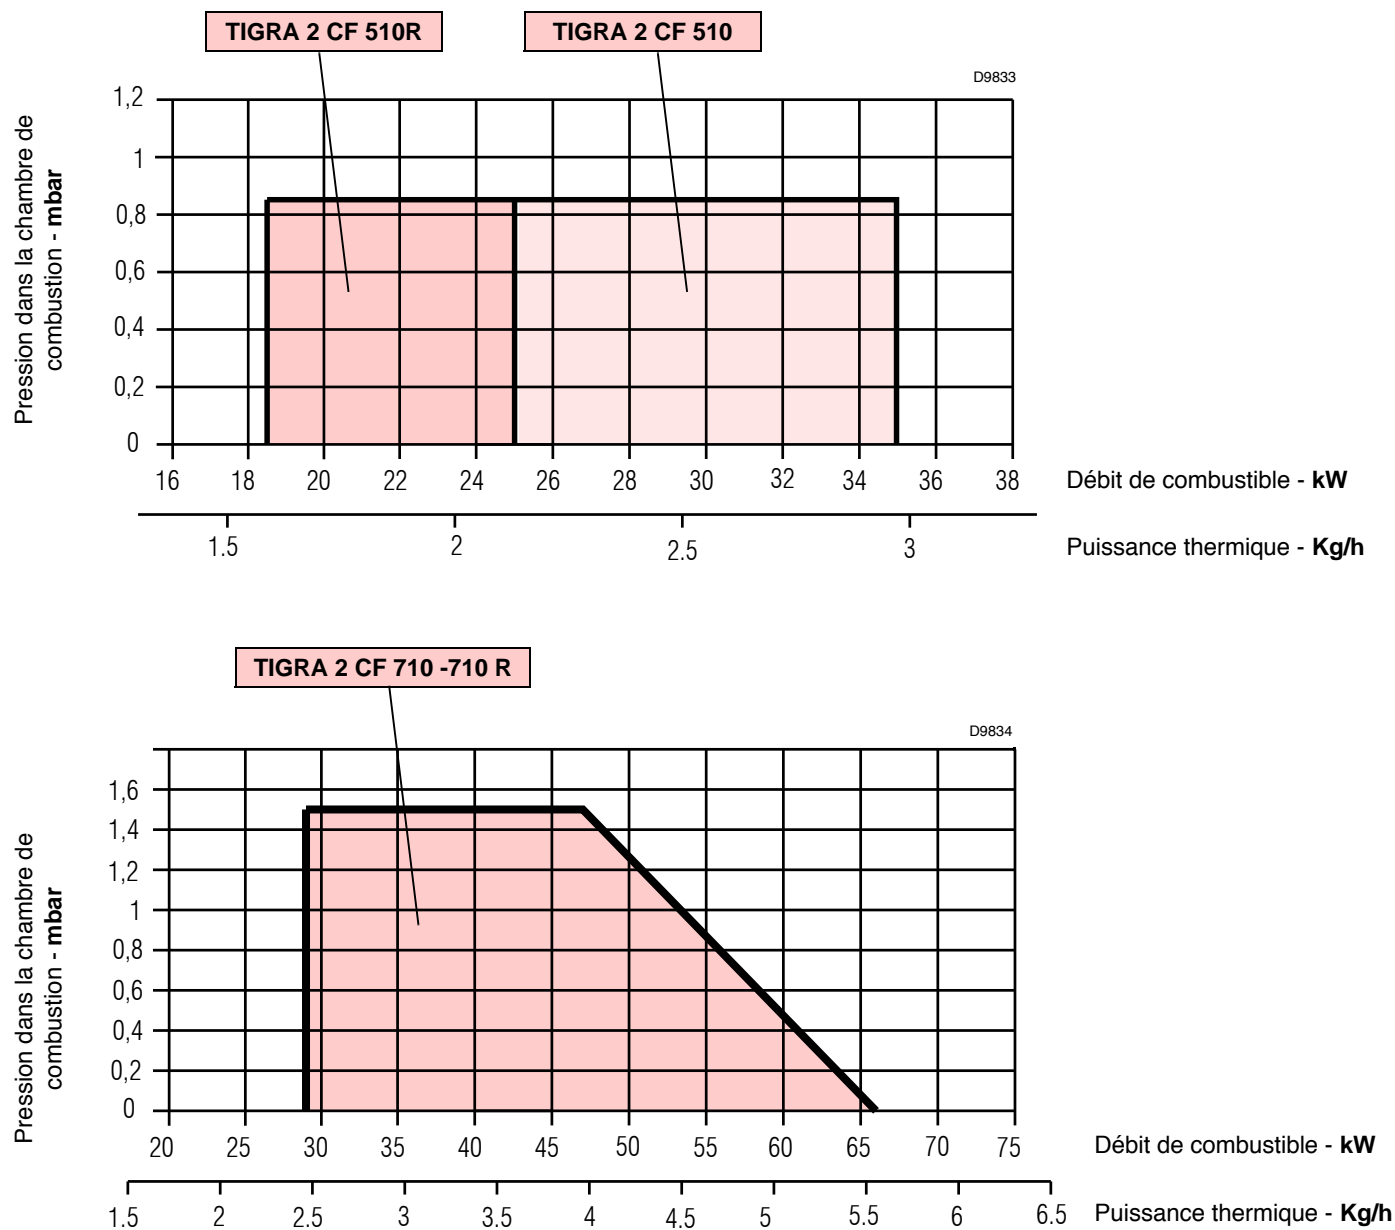 TIGRA 2 CF 510R
TIGRA 2 CF 510
D9833
Pression dans la chambre de
combustion - mbar
1,2
1
0,8
0,6
0,4
0,2
0
16 18 20 22 24 26 28 30 32 34 36 38
Débit de combustible - kW
1.5 2 2.5 3
Puissance thermique - Kg/h
TIGRA 2 CF 710 -710 R
D9834
Pression dans la chambre de
combustion - mbar
1,6
1,4
1,2
1
0,8
0,6
0,4
0,2
0
20 25 30 35 40 45 50 55 60 65 70 75
Débit de combustible - kW
1.5 2 2.5 3 3.5 4 4.5 5 5.5 6 6.5
Puissance thermique - Kg/h